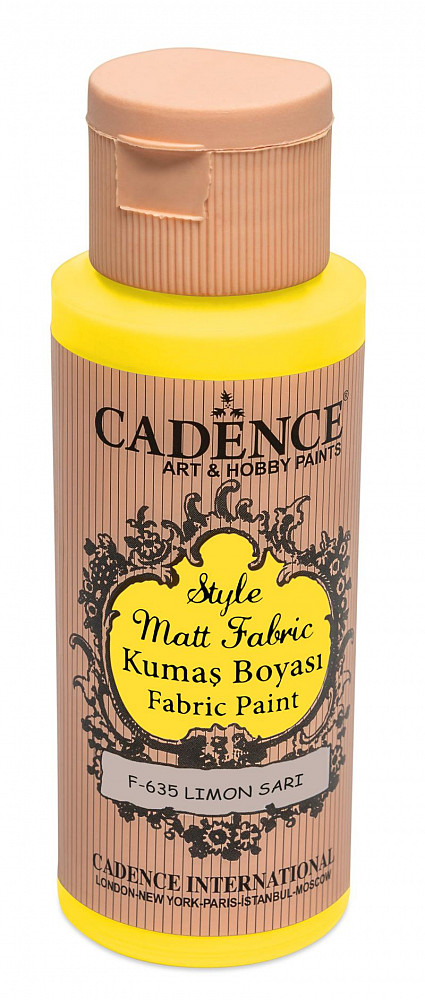 CADENCE®
ART & HOBBY PAINTS
Style
Matt Fabric
Kumaş Boyası
Fabric Paint
F-635 LIMON SARI
CADENCE INTERNATIONAL
LONDON-NEW YORK-PARIS-İSTANBUL-MOSCOW